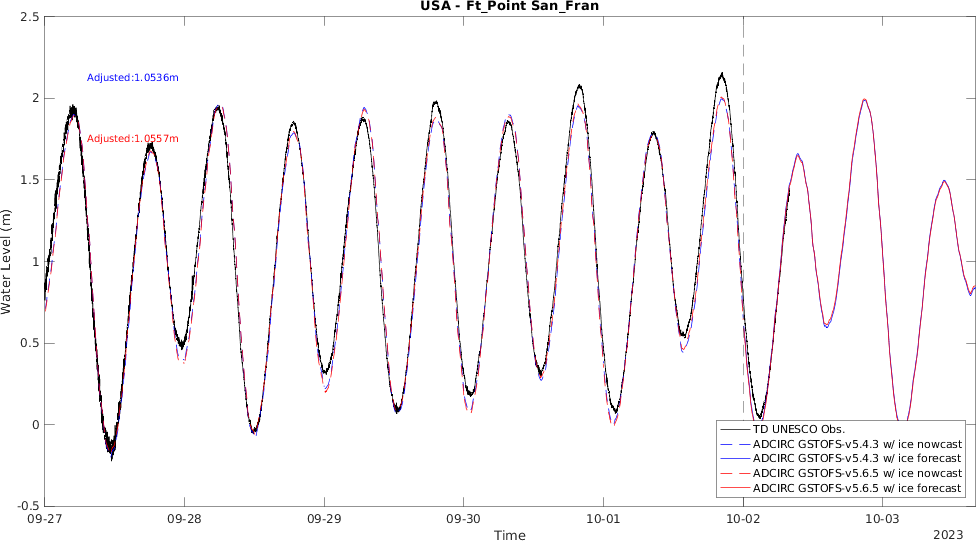 USA - Ft_Point San_Fran
2.5
2
1.5
1
0.5
0
-0.5
Water Level (m)
Adjusted:1.0536m
Adjusted:1.0557m
TD UNESCO Obs.
ADCIRC GSTOFS-v5.4.3 w/ ice nowcast
ADCIRC GSTOFS-v5.4.3 w/ ice forecast
ADCIRC GSTOFS-v5.6.5 w/ ice nowcast
ADCIRC GSTOFS-v5.6.5 w/ ice forecast
09-27 09-28 09-29 09-30 10-01 10-02 10-03
Time
2023